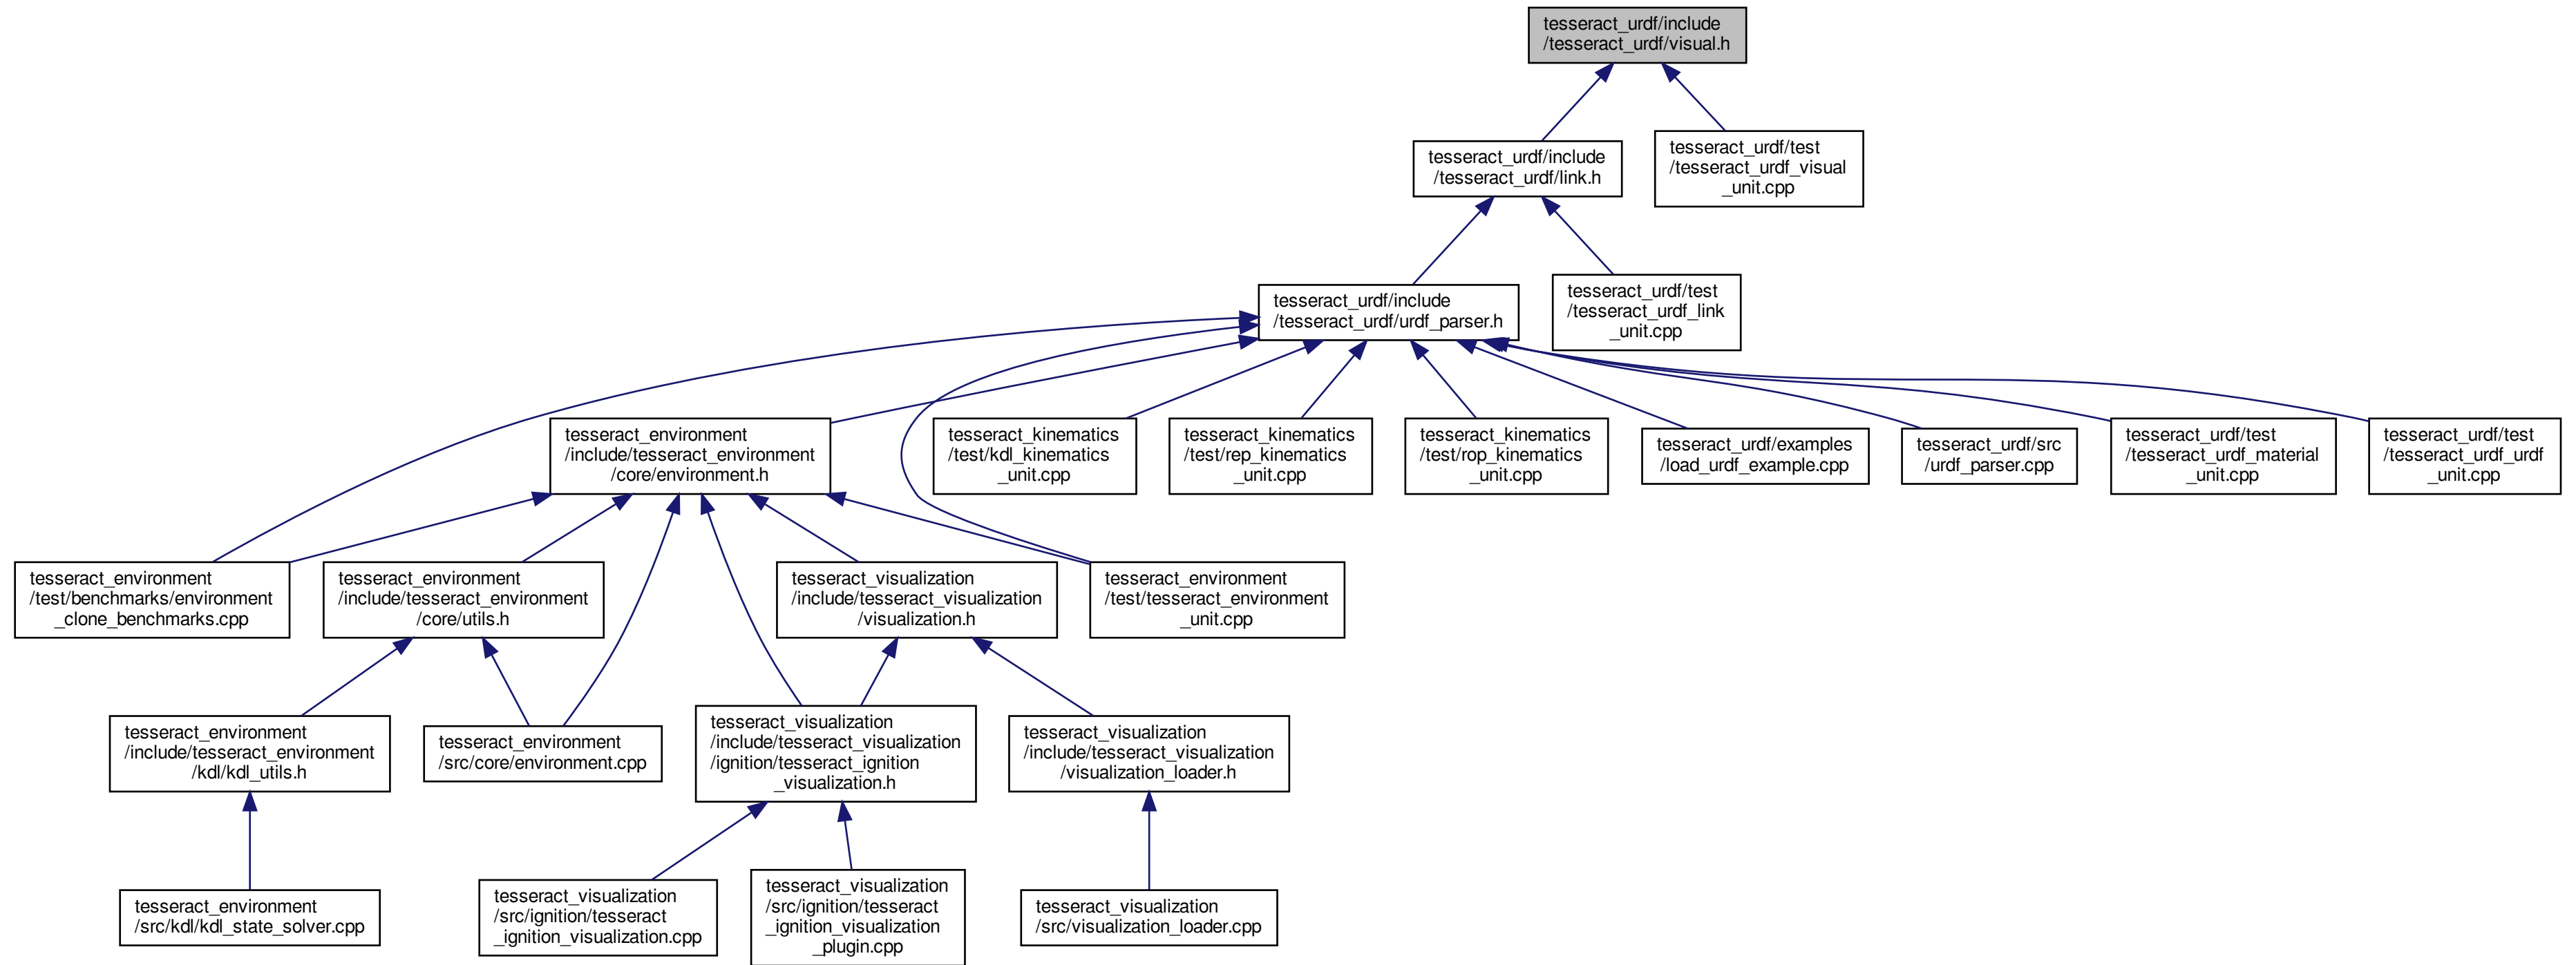 tesseract_urdf/include
/tesseract_urdf/visual.h
tesseract_urdf/include
/tesseract_urdf/link.h
tesseract_urdf/test
/tesseract_urdf_visual
_unit.cpp
tesseract_urdf/include
/tesseract_urdf/urdf_parser.h
tesseract_urdf/test
/tesseract_urdf_link
_unit.cpp
tesseract_environment
/include/tesseract_environment
/core/environment.h
tesseract_kinematics
/test/kdl_kinematics
_unit.cpp
tesseract_kinematics
/test/rep_kinematics
_unit.cpp
tesseract_kinematics
/test/rop_kinematics
_unit.cpp
tesseract_urdf/examples
/load_urdf_example.cpp
tesseract_urdf/src
/urdf_parser.cpp
tesseract_urdf/test
/tesseract_urdf_material
_unit.cpp
tesseract_urdf/test
/tesseract_urdf_urdf
_unit.cpp
tesseract_environment
/test/benchmarks/environment
_clone_benchmarks.cpp
tesseract_environment
/include/tesseract_environment
/core/utils.h
tesseract_visualization
/include/tesseract_visualization
/visualization.h
tesseract_environment
/test/tesseract_environment
_unit.cpp
tesseract_environment
/include/tesseract_environment
/kdl/kdl_utils.h
tesseract_environment
/src/core/environment.cpp
tesseract_visualization
/include/tesseract_visualization
/ignition/tesseract_ignition
_visualization.h
tesseract_visualization
/include/tesseract_visualization
/visualization_loader.h
tesseract_environment
/src/kdl/kdl_state_solver.cpp
tesseract_visualization
/src/ignition/tesseract
_ignition_visualization.cpp
tesseract_visualization
/src/ignition/tesseract
_ignition_visualization
_plugin.cpp
tesseract_visualization
/src/visualization_loader.cpp